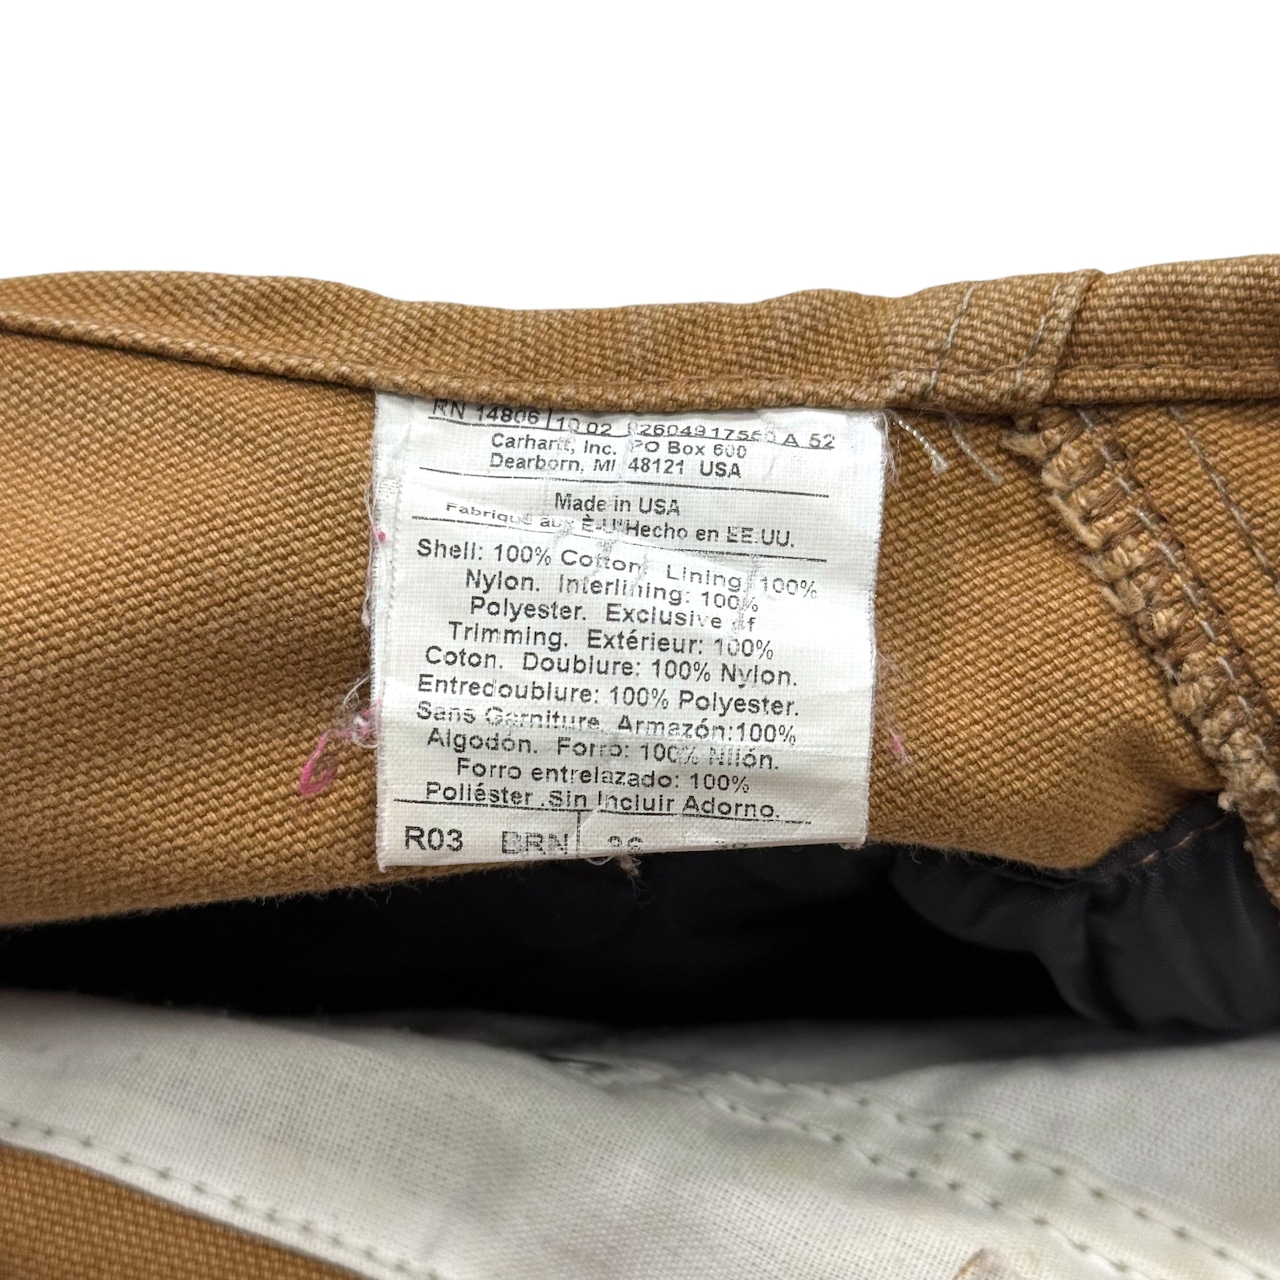 RN 14806 10 02 A 52
Carhartt, Inc. PO Box 600
Dearborn, MI 48121 USA
Made in USA
Fabriqué aux É-U'Hecho en EE.UU.
Shell: 100% Cotton. Lining: 100%
Nylon. Interlining: 100%
Polyester. Exclusive of
Trimming. Extérieur: 100%
Coton. Doublure: 100% Nylon.
Entredoublure: 100% Polyester.
Sans Garniture. Armazón:100%
Algodón. Forro: 100% Nilón.
Forro entrelazado: 100%
Poliéster .Sin Incluir Adorno.
R03 BRN